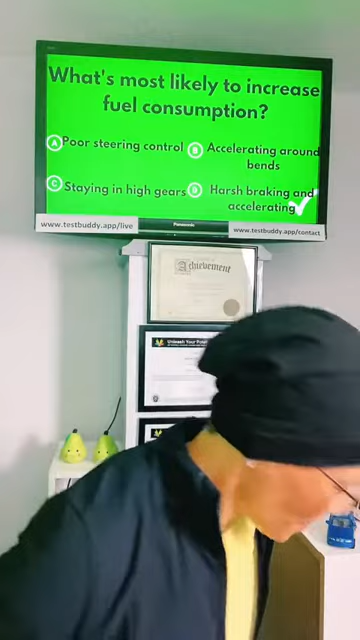 What's most likely to increase
fuel consumption?
A Poor steering control
B Accelerating around
bends
C Staying in high gears
D Harsh braking and
accelerating
www.testbuddy.app/live
Panasonic
www.testbuddy.app/contact
Achievement